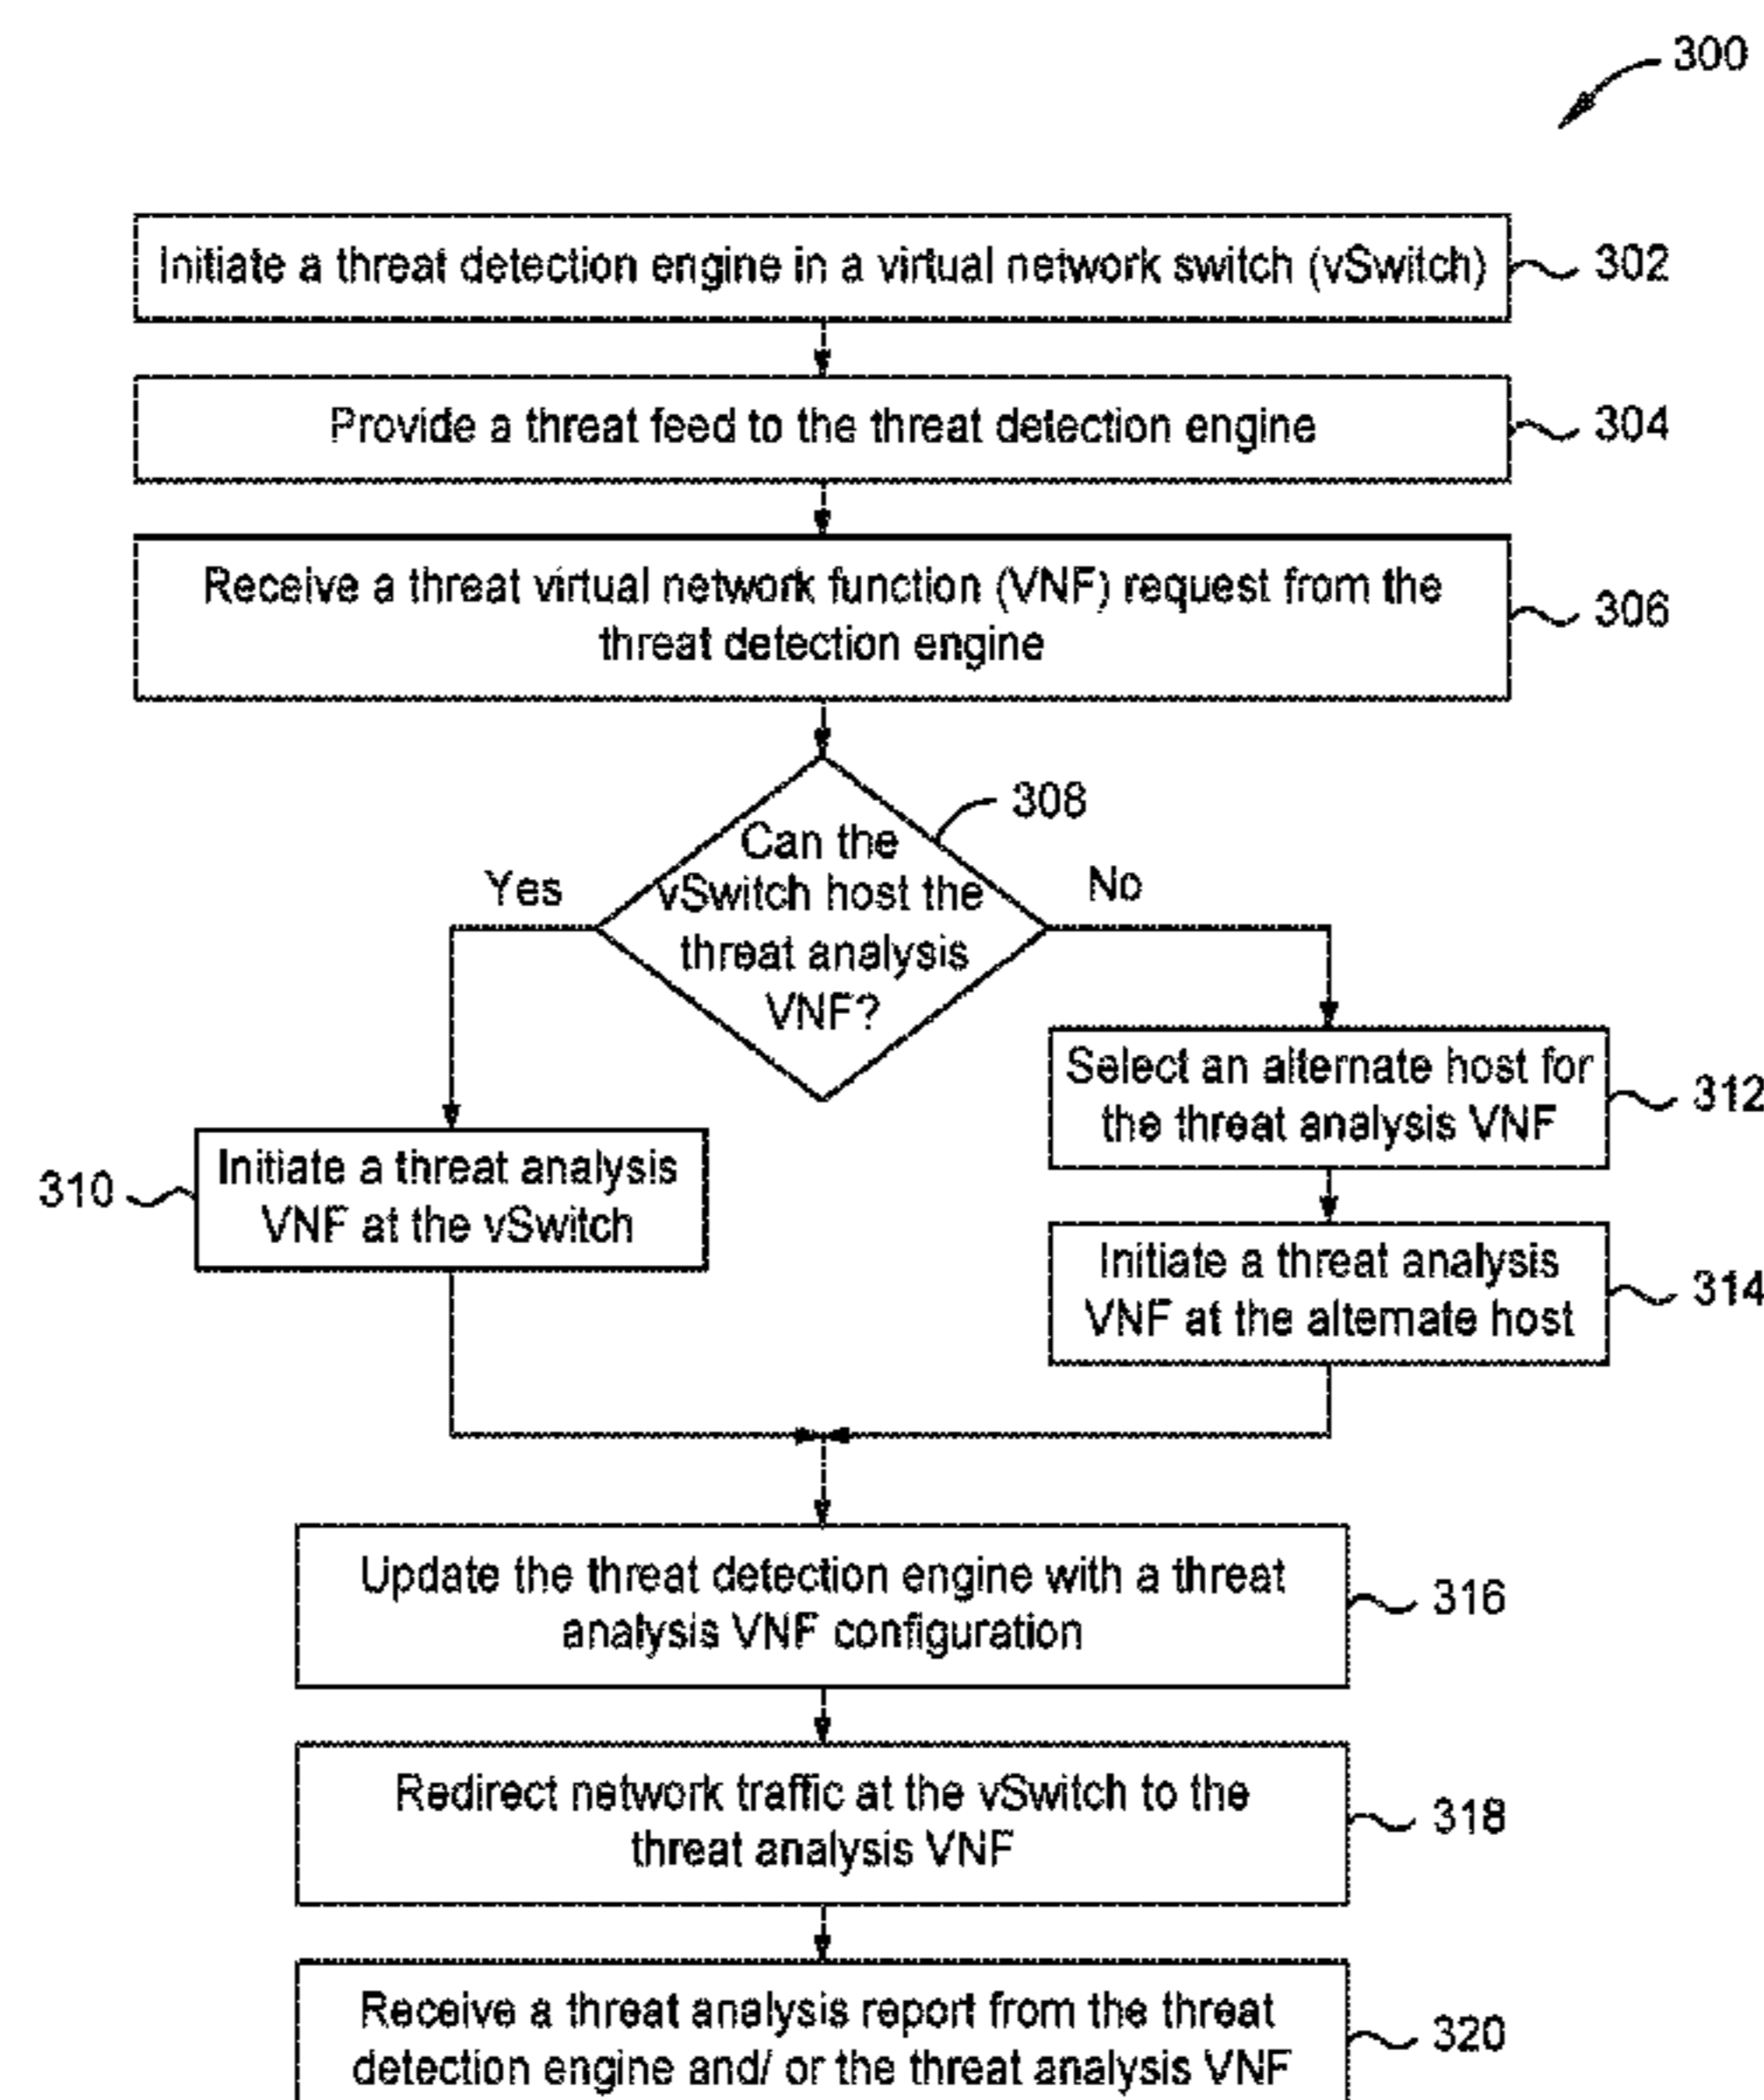 300
Initiate a threat detection engine in a virtual network switch (vSwitch)
302
Provide a threat feed to the threat detection engine
304
Receive a threat virtual network function (VNF) request from the
threat detection engine
306
308
Can the
vSwitch host the
threat analysis
VNF?
Yes
No
310
Initiate a threat analysis
VNF at the vSwitch
Select an alternate host for
the threat analysis VNF
312
Initiate a threat analysis
VNF at the alternate host
314
Update the threat detection engine with a threat
analysis VNF configuration
316
Redirect network traffic at the vSwitch to the
threat analysis VNF
318
Receive a threat analysis report from the threat
detection engine and/ or the threat analysis VNF
320